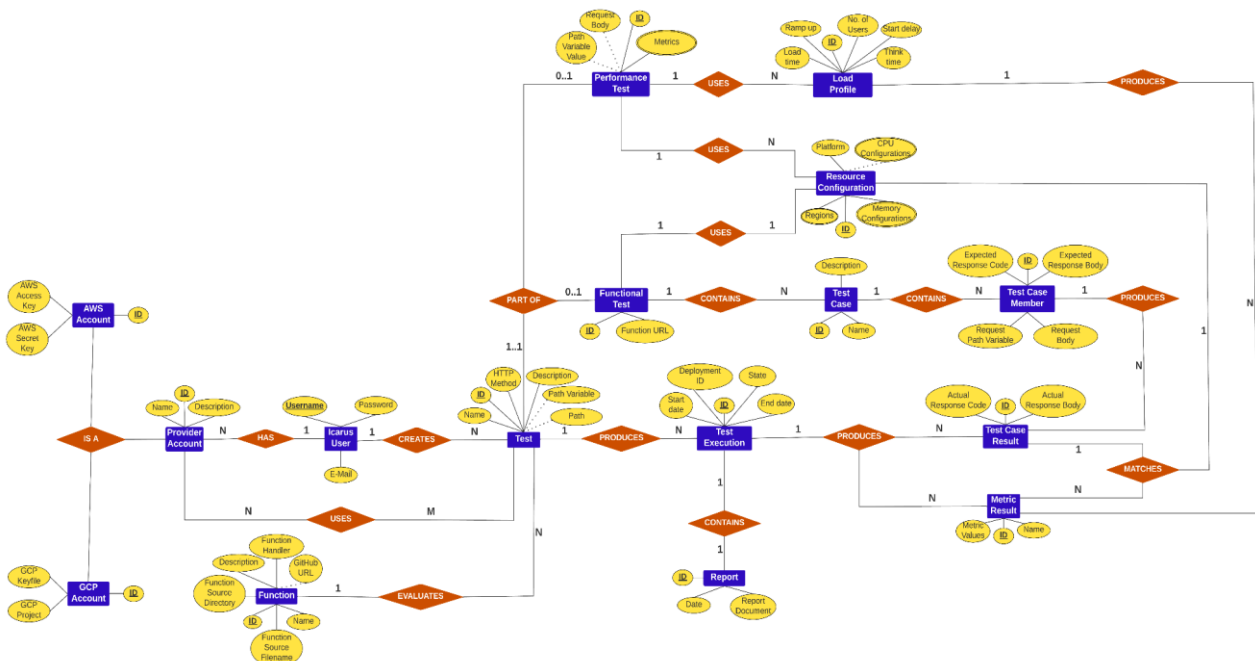 Request
Body
ID
Metrics
Path
Variable
Value
Performance
Test
0..1
1
USES
N
Ramp up
No. of
Users
Start delay
ID
Load
time
Think
time
Load
Profile
1
PRODUCES
N
1
USES
N
Platform
CPU
Configurations
Resource
Configuration
Regions
Memory
Configurations
ID
1
USES
1
PART OF
0..1
1..1
Functional
Test
ID
Function URL
1
CONTAINS
N
Description
Test
Case
ID
Name
1
CONTAINS
N
Expected
Response Code
ID
Expected
Response Body
Test Case
Member
Request
Path Variable
Request
Body
1
PRODUCES
N
1
AWS
Access
Key
AWS
Secret
Key
AWS
Account
ID
IS A
Name
ID
Description
Provider
Account
N
HAS
1
Username
Password
Icarus
User
E-Mail
1
CREATES
N
HTTP
Method
Description
ID
Path Variable
Name
Path
Test
1
PRODUCES
N
Deployment
ID
State
Start
date
ID
End date
Test
Execution
1
PRODUCES
N
Actual
Response Code
ID
Actual
Response Body
Test Case
Result
1
MATCHES
N
N
Metric
Result
Metric
Values
ID
Name
N
USES
M
N
1
CONTAINS
1
ID
Report
Date
Report
Document
GCP
Keyfile
GCP
Project
GCP
Account
ID
Function
Handler
Description
GitHub
URL
Function
Source
Directory
Function
ID
Name
Function
Source
Filename
1
EVALUATES